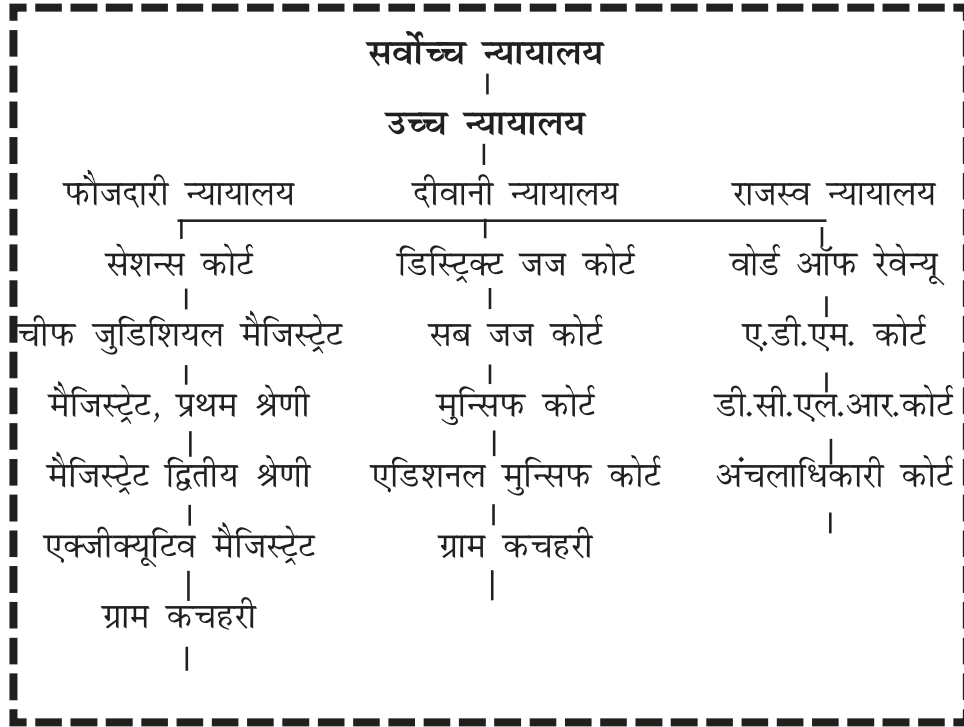 सर्वोच्च न्यायालय
उच्च न्यायालय
फौजदारी न्यायालय दीवानी न्यायालय राजस्व न्यायालय
सेशन्स कोर्ट डिस्ट्रिक्ट जज कोर्ट वोर्ड ऑफ रेवेन्यू
चीफ जुडिशियल मैजिस्ट्रेट सब जज कोर्ट ए.डी.एम. कोर्ट
मैजिस्ट्रेट, प्रथम श्रेणी मुन्सिफ कोर्ट डी.सी.एल.आर.कोर्ट
मैजिस्ट्रेट द्वितीय श्रेणी एडिशनल मुन्सिफ कोर्ट अंचलाधिकारी कोर्ट
एक्जीक्यूटिव मैजिस्ट्रेट ग्राम कचहरी
ग्राम कचहरी